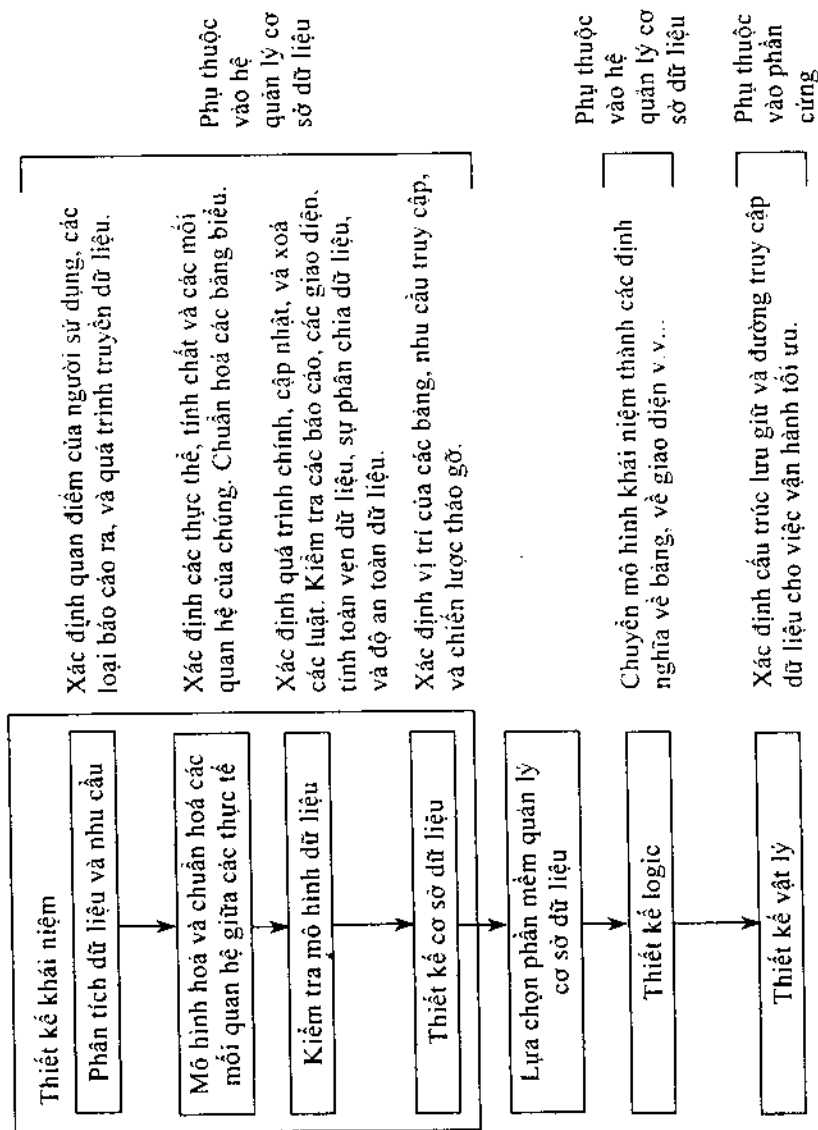 Thiết kế khái niệm
Phân tích dữ liệu và nhu cầu
Xác định quan điểm của người sử dụng, các
loại báo cáo ra, và quá trình truyền dữ liệu.
Mô hình hoá và chuẩn hoá các
mối quan hệ giữa các thực tế
Xác định các thực thể, tính chất và các mối
quan hệ của chúng. Chuẩn hoá các bảng biểu.
Kiểm tra mô hình dữ liệu
Xác định quá trình chính, cập nhật, và xoá
các luật. Kiểm tra các báo cáo, các giao diện.
tính toàn vẹn dữ liệu, sự phân chia dữ liệu,
và độ an toàn dữ liệu.
Thiết kế cơ sở dữ liệu
Xác định vị trí của các bảng, nhu cầu truy cập,
và chiến lược tháo gỡ.
Phụ thuộc
vào hệ
quản lý cơ
sở dữ liệu
Lựa chọn phần mềm quản lý
cơ sở dữ liệu
Thiết kế logic
Chuyển mô hình khái niệm thành các định
nghĩa về bảng, về giao diện v.v...
Phụ thuộc
vào hệ
quản lý cơ
sở dữ liệu
Thiết kế vật lý
Xác định cấu trúc lưu giữ và đường truy cập
dữ liệu cho việc vận hành tối ưu.
Phụ thuộc
vào phần
cứng